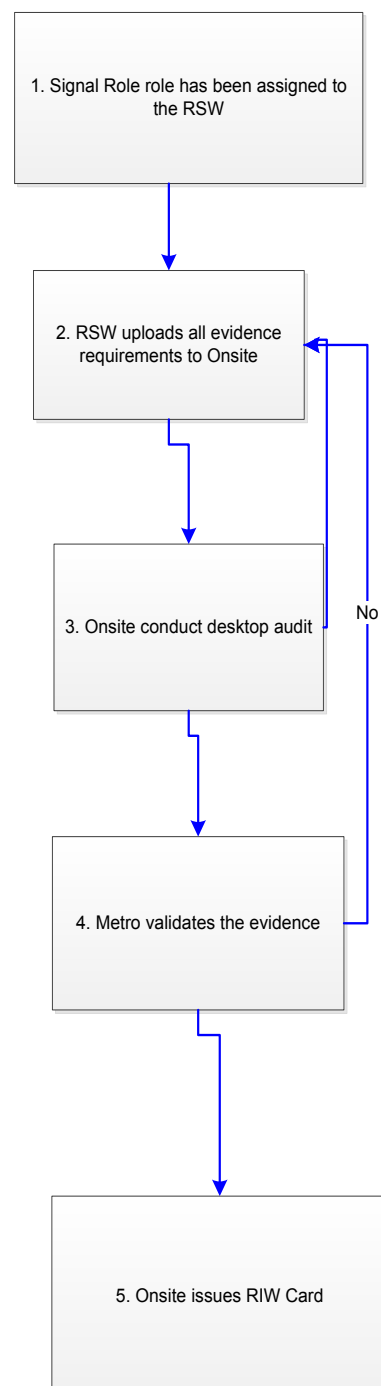 1. Signal Role role has been assigned to
the RSW
2. RSW uploads all evidence
requirements to Onsite
3. Onsite conduct desktop audit
No
4. Metro validates the evidence
5. Onsite issues RIW Card